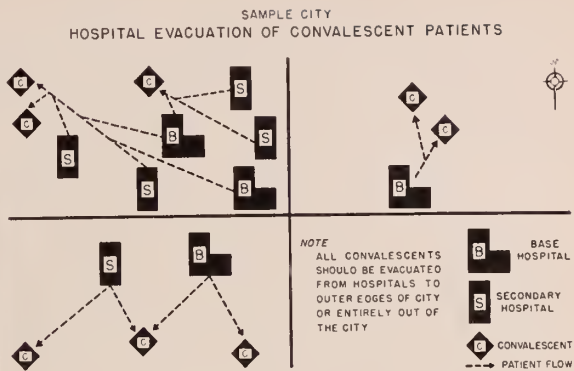 SAMPLE CITY
HOSPITAL EVACUATION OF CONVALESCENT PATIENTS
C
C
S
C
S
B
S
S
B
C
C
B
N
S
B
C
C
C
NOTE
ALL CONVALESCENTS
SHOULD BE EVACUATED
FROM HOSPITALS TO
OUTER EDGES OF CITY
OR ENTIRELY OUT OF
THE CITY
B BASE
HOSPITAL
S SECONDARY
HOSPITAL
C CONVALESCENT
PATIENT FLOW